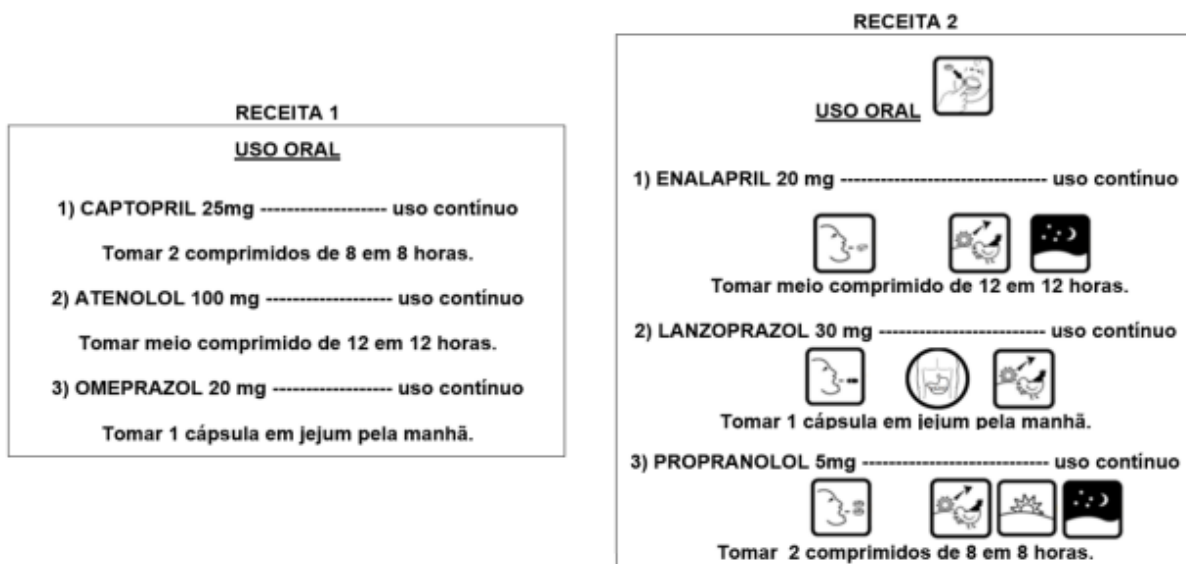 RECEITA 1
USO ORAL
1) CAPTOPRIL 25mg -------------------- uso contínuo
Tomar 2 comprimidos de 8 em 8 horas.
2) ATENOLOL 100 mg ------------------- uso contínuo
Tomar meio comprimido de 12 em 12 horas.
3) OMEPRAZOL 20 mg ------------------ uso contínuo
Tomar 1 cápsula em jejum pela manhã.
RECEITA 2
USO ORAL
1) ENALAPRIL 20 mg ------------------------------- uso contínuo
Tomar meio comprimido de 12 em 12 horas.
2) LANZOPRAZOL 30 mg ------------------------- uso contínuo
Tomar 1 cápsula em jejum pela manhã.
3) PROPRANOLOL 5mg ---------------------------- uso contínuo
Tomar 2 comprimidos de 8 em 8 horas.